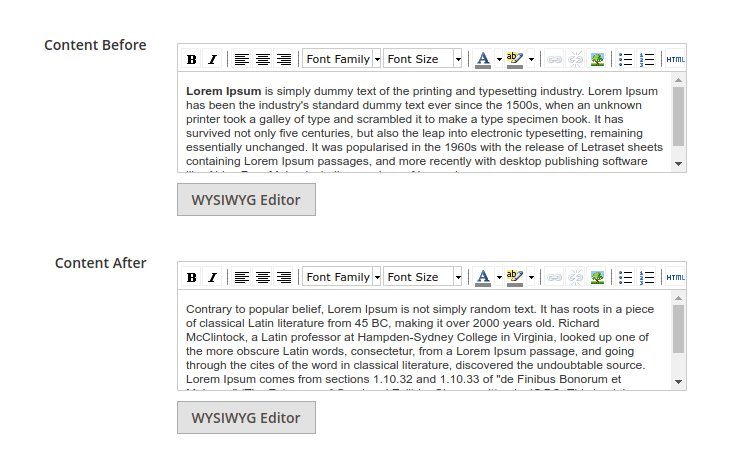 Content Before
B I Font Family Font Size A ab HTML
Lorem Ipsum is simply dummy text of the printing and typesetting industry. Lorem Ipsum
has been the industry's standard dummy text ever since the 1500s, when an unknown
printer took a galley of type and scrambled it to make a type specimen book. It has
survived not only five centuries, but also the leap into electronic typesetting, remaining
essentially unchanged. It was popularised in the 1960s with the release of Letraset sheets
containing Lorem Ipsum passages, and more recently with desktop publishing software
WYSIWYG Editor
Content After
B I Font Family Font Size A ab HTML
Contrary to popular belief, Lorem Ipsum is not simply random text. It has roots in a piece
of classical Latin literature from 45 BC, making it over 2000 years old. Richard
McClintock, a Latin professor at Hampden-Sydney College in Virginia, looked up one of
the more obscure Latin words, consectetur, from a Lorem Ipsum passage, and going
through the cites of the word in classical literature, discovered the undoubtable source.
Lorem Ipsum comes from sections 1.10.32 and 1.10.33 of "de Finibus Bonorum et
WYSIWYG Editor